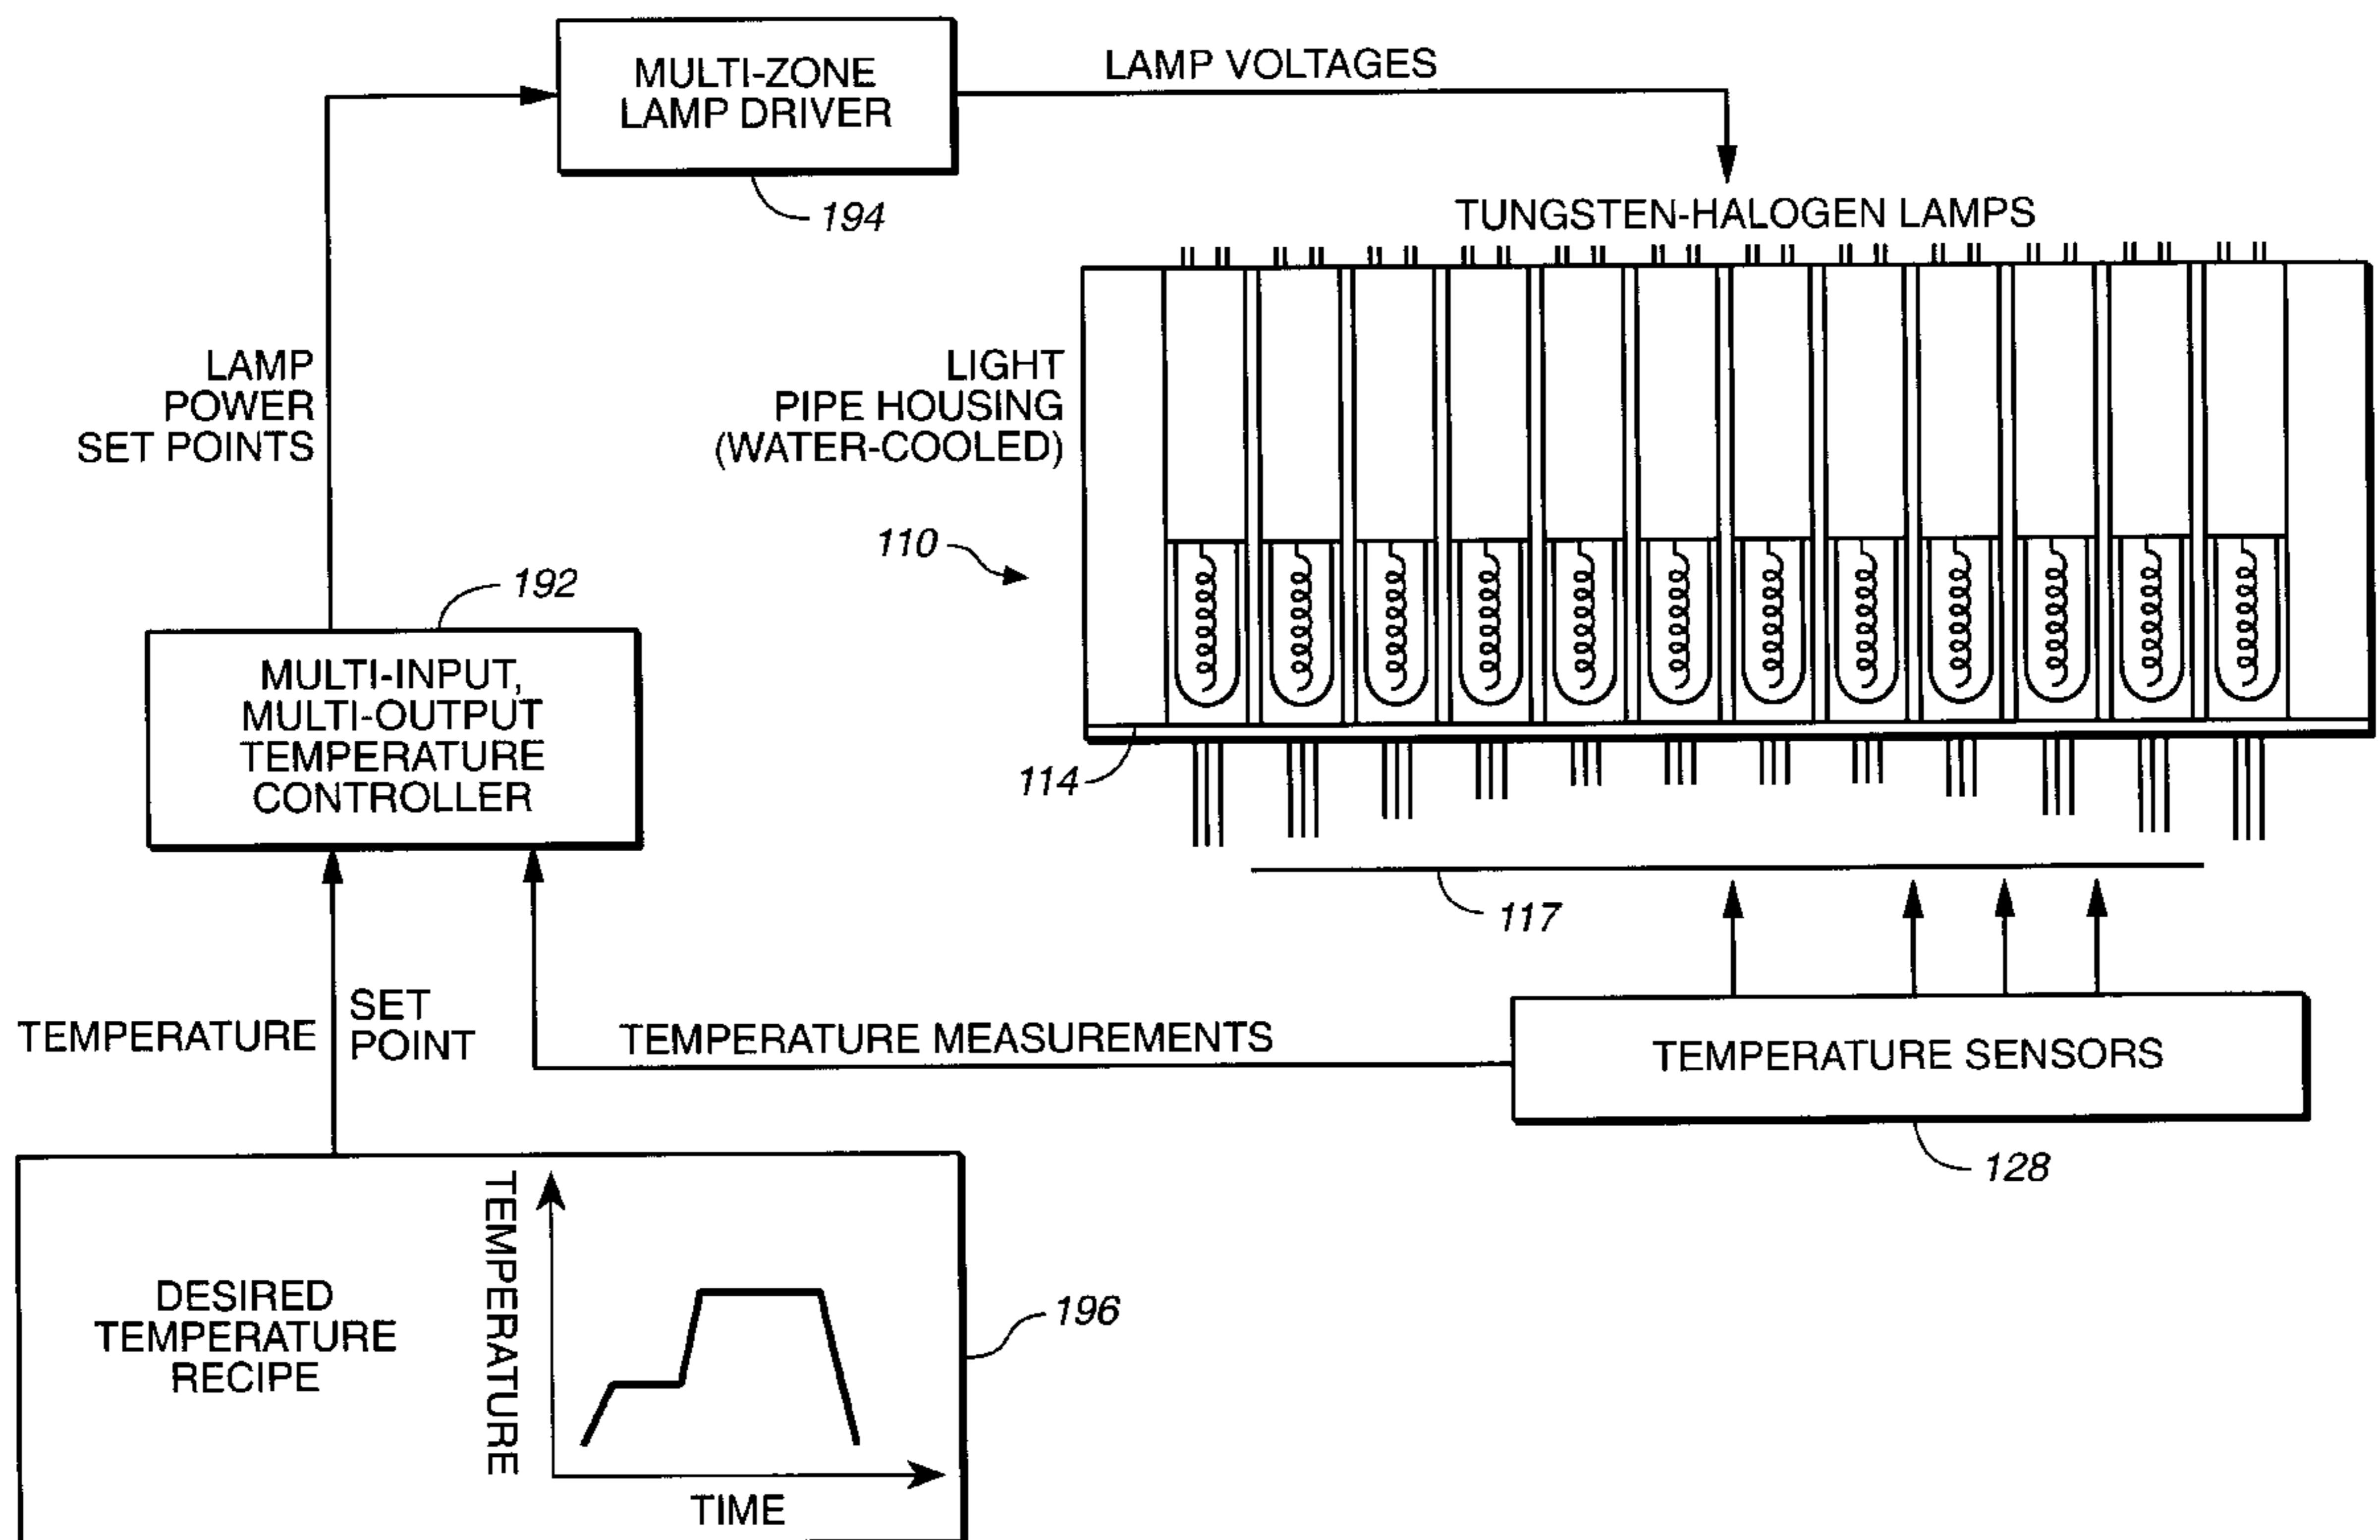 MULTI-ZONE
LAMP DRIVER
194
LAMP VOLTAGES
TUNGSTEN-HALOGEN LAMPS
LAMP
POWER
SET POINTS
LIGHT
PIPE HOUSING
(WATER-COOLED)
110
192
MULTI-INPUT,
MULTI-OUTPUT
TEMPERATURE
CONTROLLER
114
117
TEMPERATURE
SET
POINT
TEMPERATURE MEASUREMENTS
TEMPERATURE SENSORS
128
DESIRED
TEMPERATURE
RECIPE
TEMPERATURE
TIME
196